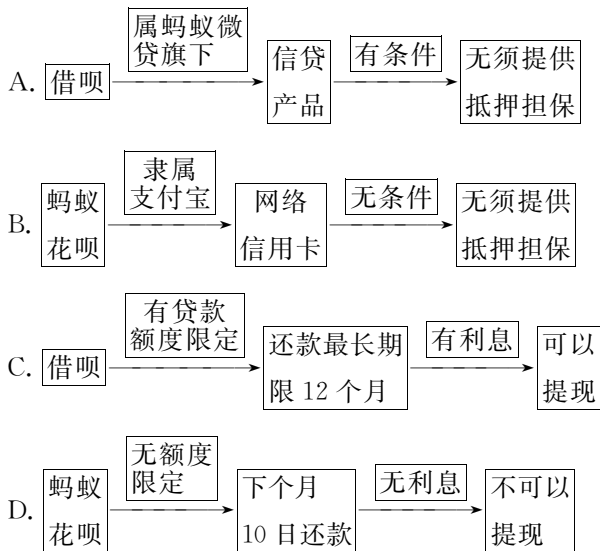 属蚂蚁微
贷旗下
A. 借呗
信贷
产品
有条件
无须提供
抵押担保
隶属
支付宝
B. 蚂蚁
花呗
网络
信用卡
无条件
无须提供
抵押担保
有贷款
额度限定
C. 借呗
还款最长期
限 12 个月
有利息
可以
提现
无额度
限定
D. 蚂蚁
花呗
下个月
10 日还款
无利息
不可以
提现